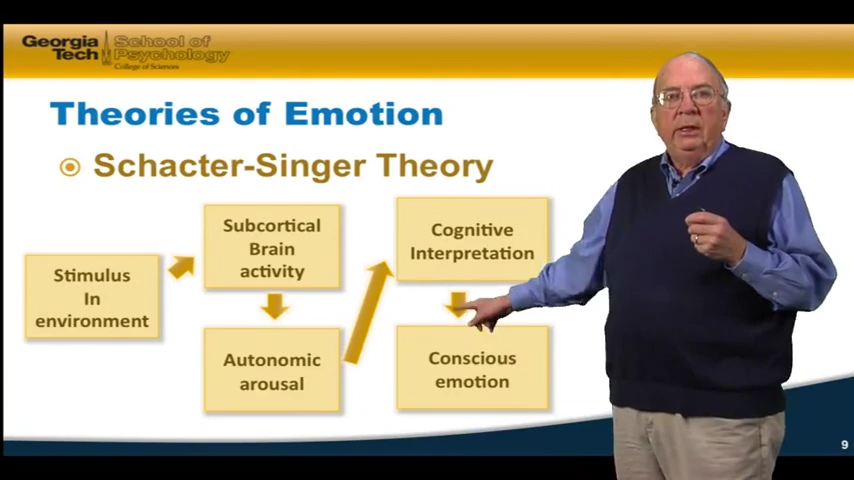 Georgia Tech
School of Psychology
College of Sciences
Theories of Emotion
Schacter-Singer Theory
Stimulus
In
environment
Subcortical
Brain
activity
Autonomic
arousal
Cognitive
Interpretation
Conscious
emotion
9